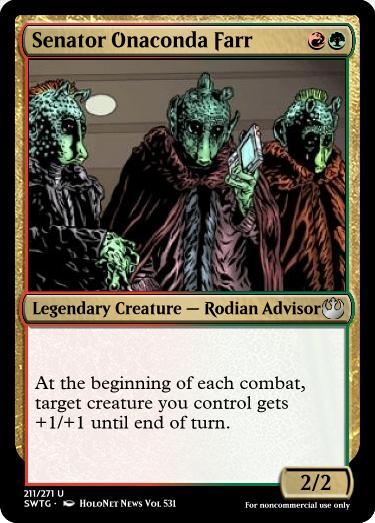 Senator Onaconda Farr
Legendary Creature — Rodian Advisor
At the beginning of each combat,
target creature you control gets
+1/+1 until end of turn.
2/2
211/271 U
SWTG · HoloNet News Vol 531
For noncommercial use only.